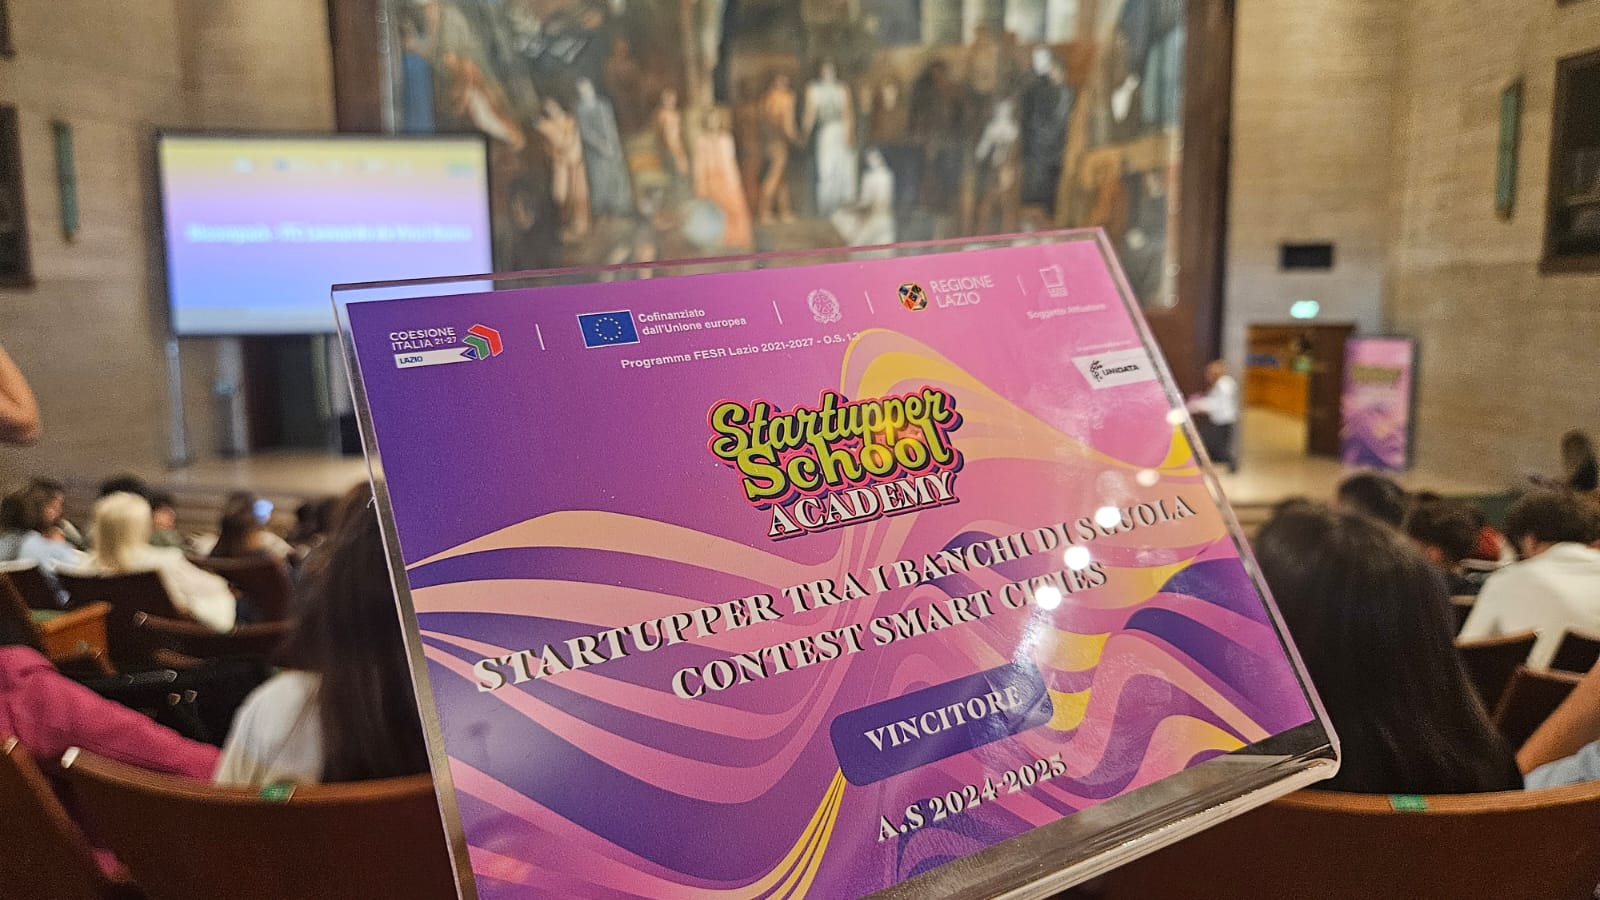 COESIONE
ITALIA 21-27
LAZIO
Cofinanziato
dall'Unione europea
REGIONE
LAZIO
Soggetto Attuatore
Programma FESR Lazio 2021-2027 - O.S. 1.3
UNIDATA
Startupper
School
ACADEMY
STARTUPPER TRA I BANCHI DI SCUOLA
CONTEST SMART CITIES
VINCITORE
A.S 2024-2025